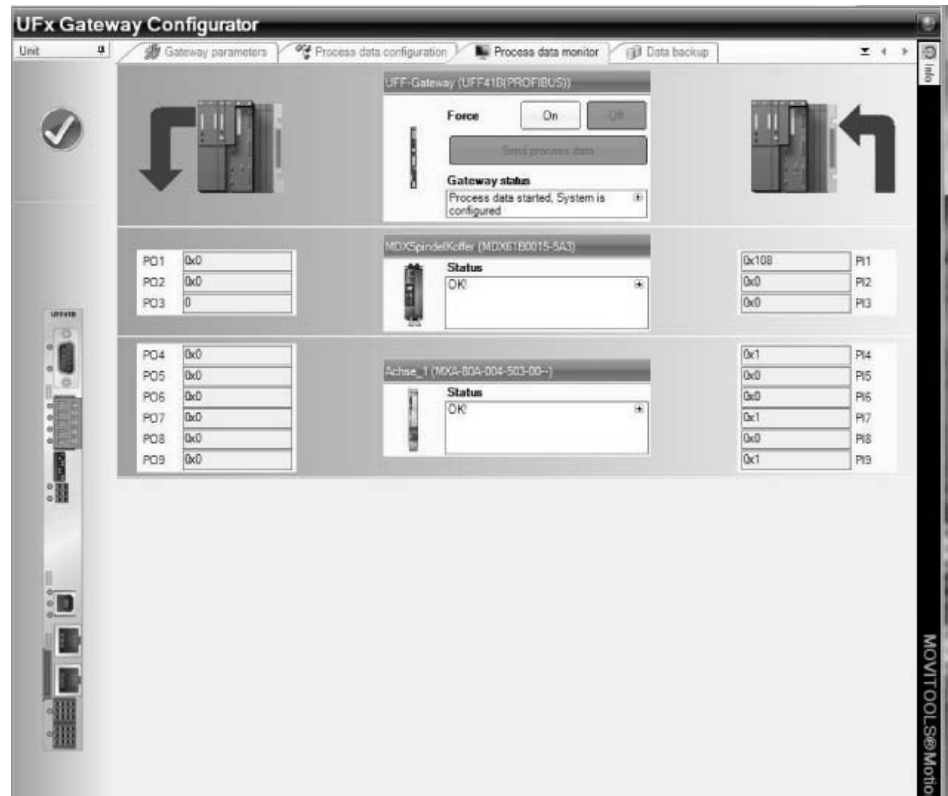 UFx Gateway Configurator
Unit
Gateway parameters
Process data configuration
Process data monitor
Data backup
Info
UFF-Gateway (UFF41B(PROFIBUS))
Force On Off
Send process data
Gateway status
Process data started, System is
configured
MDXSpindelKoffer (MDX61B0015-5A3)
Status
OK!
PO1 0x0
PO2 0x0
PO3 0
0x108 PI1
0x0 PI2
0x0 PI3
UFF41B
Achse_1 (MXA-80A-004-503-00--)
Status
OK!
PO4 0x0
PO5 0x0
PO6 0x0
PO7 0x0
PO8 0x0
PO9 0x0
0x1 PI4
0x0 PI5
0x0 PI6
0x1 PI7
0x0 PI8
0x1 PI9
MOVITOOLS®Motio